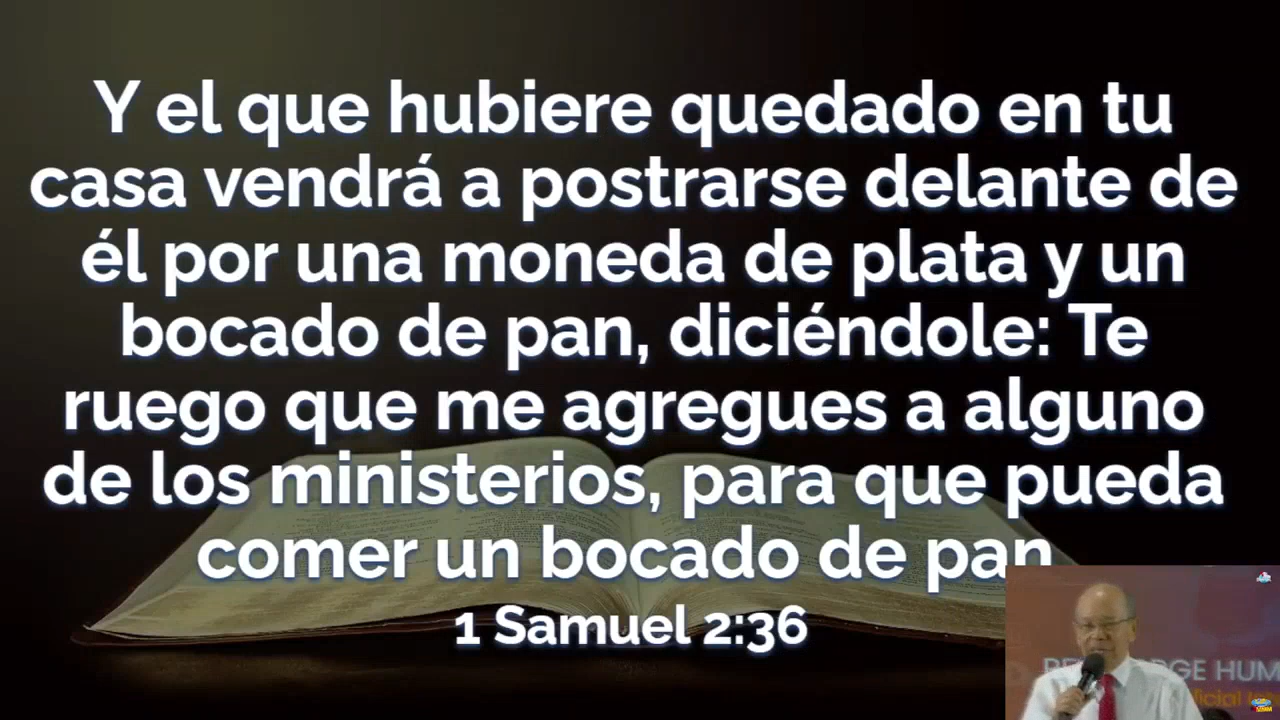 Y el que hubiere quedado en tu
casa vendrá a postrarse delante de
él por una moneda de plata y un
bocado de pan, diciéndole: Te
ruego que me agregues a alguno
de los ministerios, para que pueda
comer un bocado de pan
1 Samuel 2:36
GE HUM